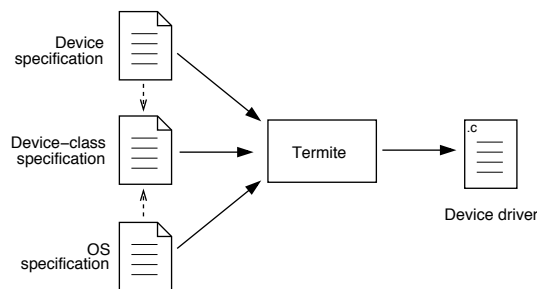 Device
specification
Device−class
specification
OS
specification
Termite
.c
Device driver